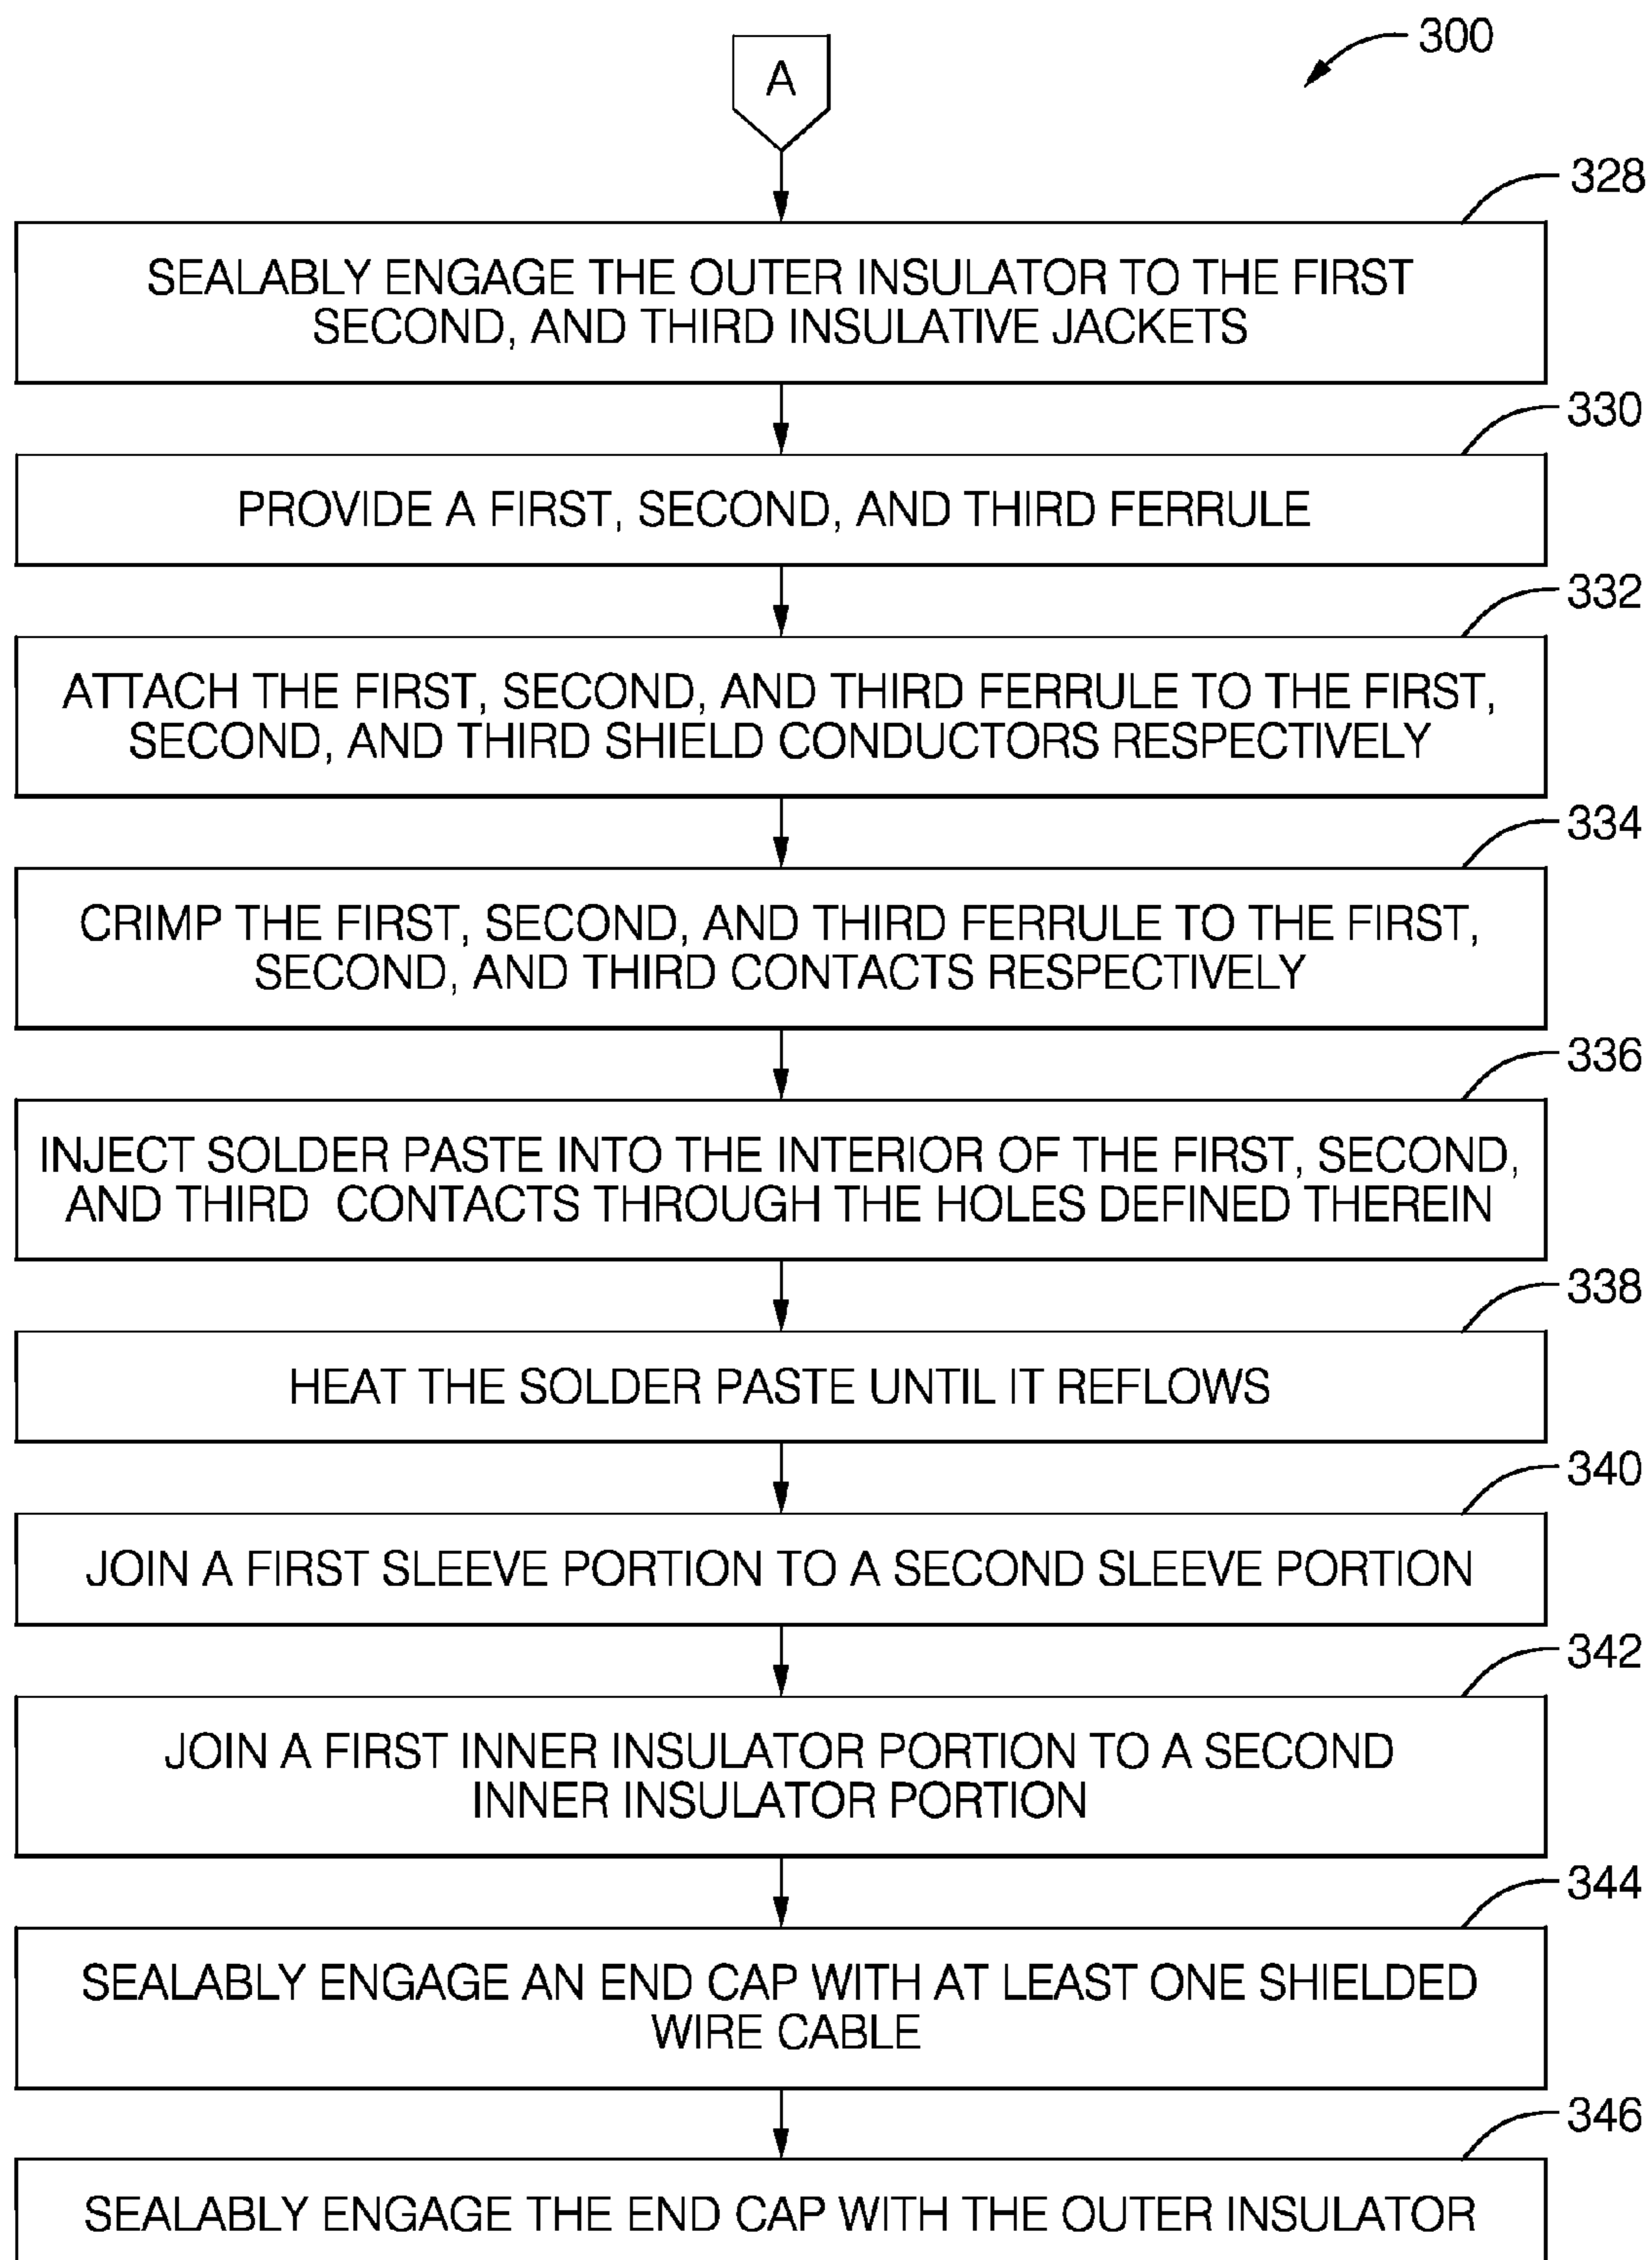 300
A
328
SEALABLY ENGAGE THE OUTER INSULATOR TO THE FIRST
SECOND, AND THIRD INSULATIVE JACKETS
330
PROVIDE A FIRST, SECOND, AND THIRD FERRULE
332
ATTACH THE FIRST, SECOND, AND THIRD FERRULE TO THE FIRST,
SECOND, AND THIRD SHIELD CONDUCTORS RESPECTIVELY
334
CRIMP THE FIRST, SECOND, AND THIRD FERRULE TO THE FIRST,
SECOND, AND THIRD CONTACTS RESPECTIVELY
336
INJECT SOLDER PASTE INTO THE INTERIOR OF THE FIRST, SECOND,
AND THIRD CONTACTS THROUGH THE HOLES DEFINED THEREIN
338
HEAT THE SOLDER PASTE UNTIL IT REFLOWS
340
JOIN A FIRST SLEEVE PORTION TO A SECOND SLEEVE PORTION
342
JOIN A FIRST INNER INSULATOR PORTION TO A SECOND
INNER INSULATOR PORTION
344
SEALABLY ENGAGE AN END CAP WITH AT LEAST ONE SHIELDED
WIRE CABLE
346
SEALABLY ENGAGE THE END CAP WITH THE OUTER INSULATOR